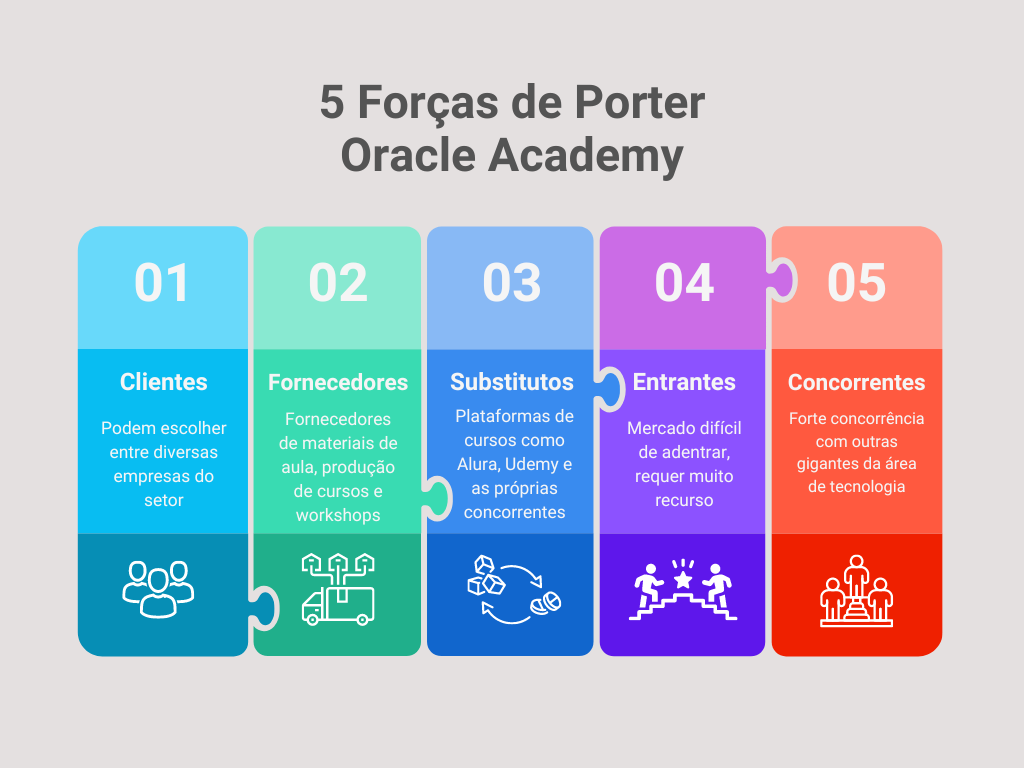 5 Forças de Porter
Oracle Academy
01
Clientes
Podem escolher
entre diversas
empresas do
setor
02
Fornecedores
Fornecedores
de materiais de
aula, produção
de cursos e
workshops
03
Substitutos
Plataformas de
cursos como
Alura, Udemy e
as próprias
concorrentes
04
Entrantes
Mercado difícil
de adentrar,
requer muito
recurso
05
Concorrentes
Forte concorrência
com outras
gigantes da área
de tecnologia